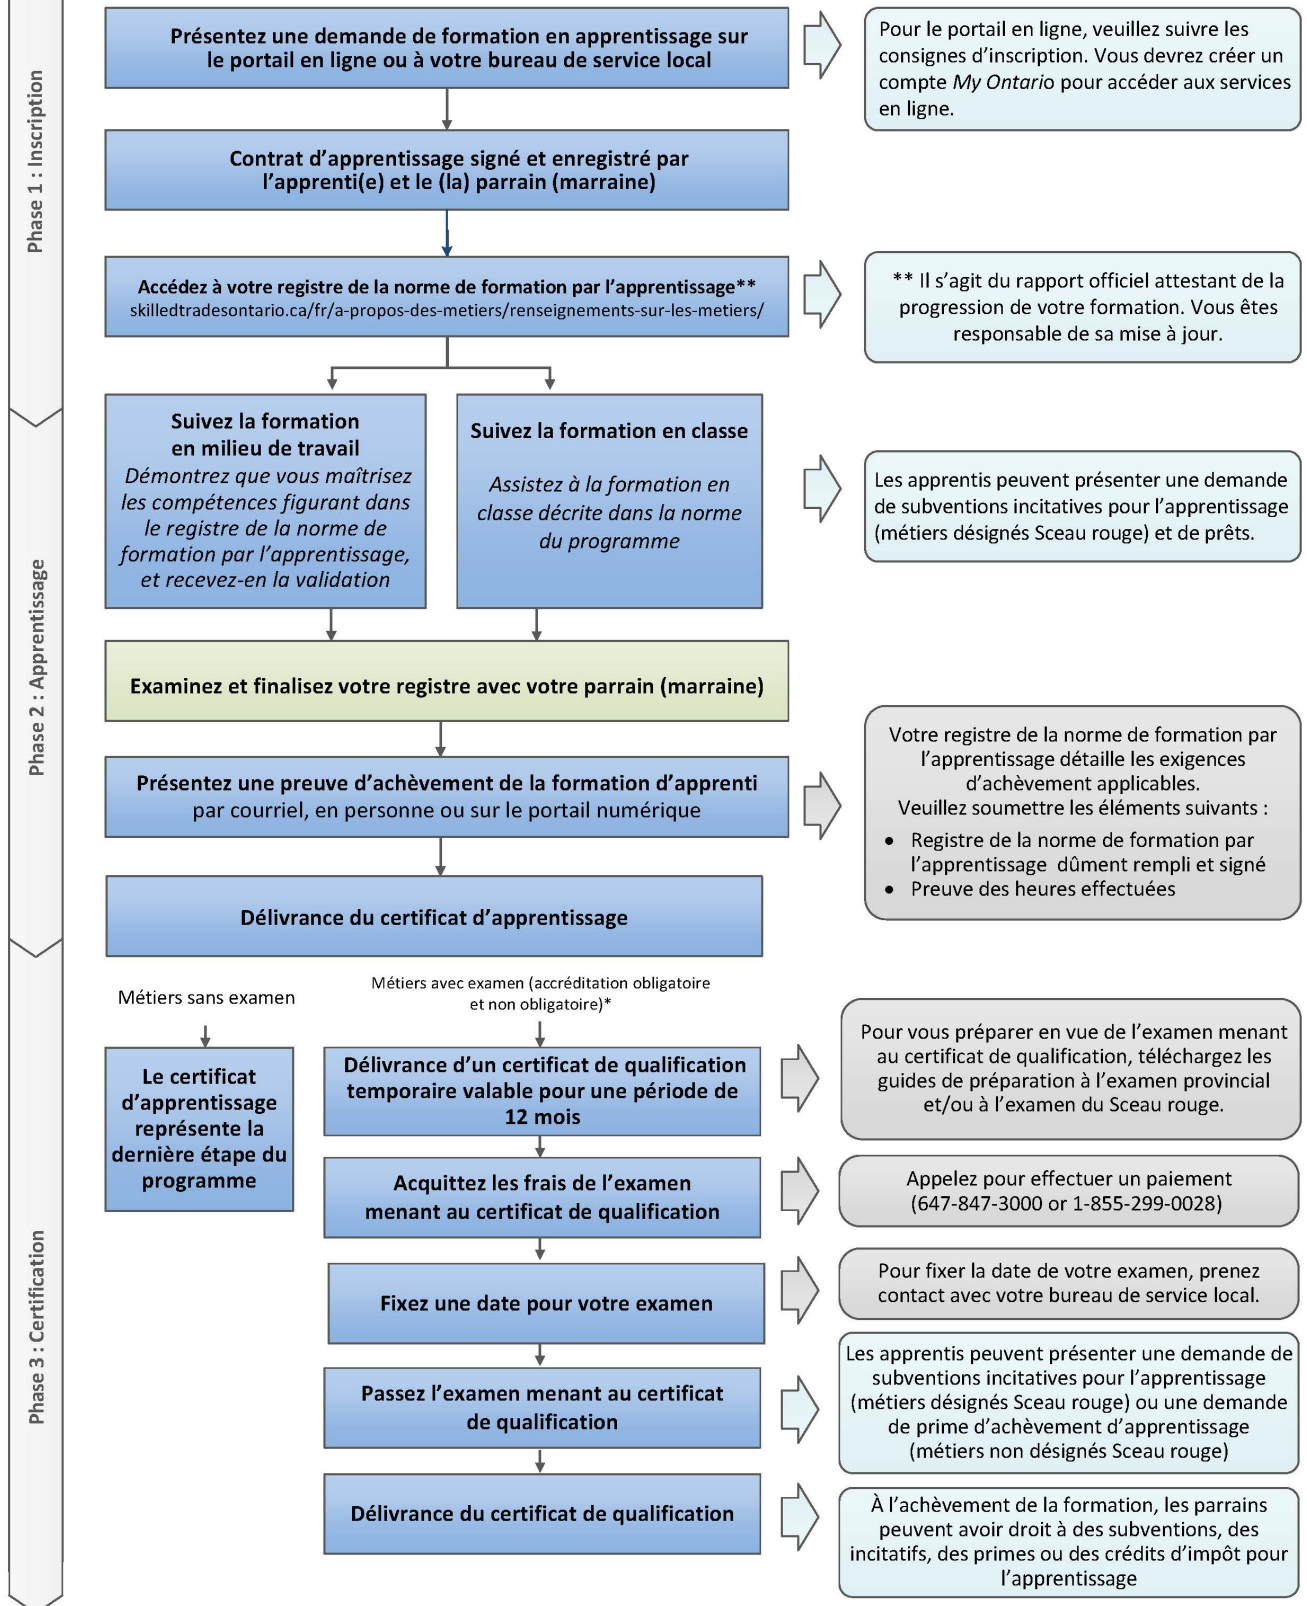 Phase 1 : Inscription
Présentez une demande de formation en apprentissage sur
le portail en ligne ou à votre bureau de service local
Pour le portail en ligne, veuillez suivre les
consignes d’inscription. Vous devrez créer un
compte My Ontario pour accéder aux services
en ligne.
Contrat d’apprentissage signé et enregistré par
l’apprenti(e) et le (la) parrain (marraine)
Accédez à votre registre de la norme de formation par l’apprentissage**
skilledtradesontario.ca/fr/a-propos-des-metiers/renseignements-sur-les-metiers/
** Il s’agit du rapport officiel attestant de la
progression de votre formation. Vous êtes
responsable de sa mise à jour.
Phase 2 : Apprentissage
Suivez la formation
en milieu de travail
Démontrez que vous maîtrisez
les compétences figurant dans
le registre de la norme de
formation par l’apprentissage,
et recevez-en la validation
Suivez la formation en classe
Assistez à la formation en
classe décrite dans la norme
du programme
Les apprentis peuvent présenter une demande
de subventions incitatives pour l’apprentissage
(métiers désignés Sceau rouge) et de prêts.
Examinez et finalisez votre registre avec votre parrain (marraine)
Présentez une preuve d’achèvement de la formation d’apprenti
par courriel, en personne ou sur le portail numérique
Votre registre de la norme de formation par
l’apprentissage détaille les exigences
d’achèvement applicables.
Veuillez soumettre les éléments suivants :
• Registre de la norme de formation par
l’apprentissage dûment rempli et signé
• Preuve des heures effectuées
Délivrance du certificat d’apprentissage
Phase 3 : Certification
Métiers sans examen
Le certificat
d’apprentissage
représente la
dernière étape du
programme
Métiers avec examen (accréditation obligatoire
et non obligatoire)*
Délivrance d’un certificat de qualification
temporaire valable pour une période de
12 mois
Pour vous préparer en vue de l’examen menant
au certificat de qualification, téléchargez les
guides de préparation à l’examen provincial
et/ou à l’examen du Sceau rouge.
Acquittez les frais de l’examen
menant au certificat de qualification
Appelez pour effectuer un paiement
(647-847-3000 or 1-855-299-0028)
Fixez une date pour votre examen
Pour fixer la date de votre examen, prenez
contact avec votre bureau de service local.
Passez l’examen menant au certificat
de qualification
Les apprentis peuvent présenter une demande de
subventions incitatives pour l’apprentissage
(métiers désignés Sceau rouge) ou une demande
de prime d’achèvement d’apprentissage
(métiers non désignés Sceau rouge)
Délivrance du certificat de qualification
À l’achèvement de la formation, les parrains
peuvent avoir droit à des subventions, des
incitatifs, des primes ou des crédits d’impôt pour
l’apprentissage